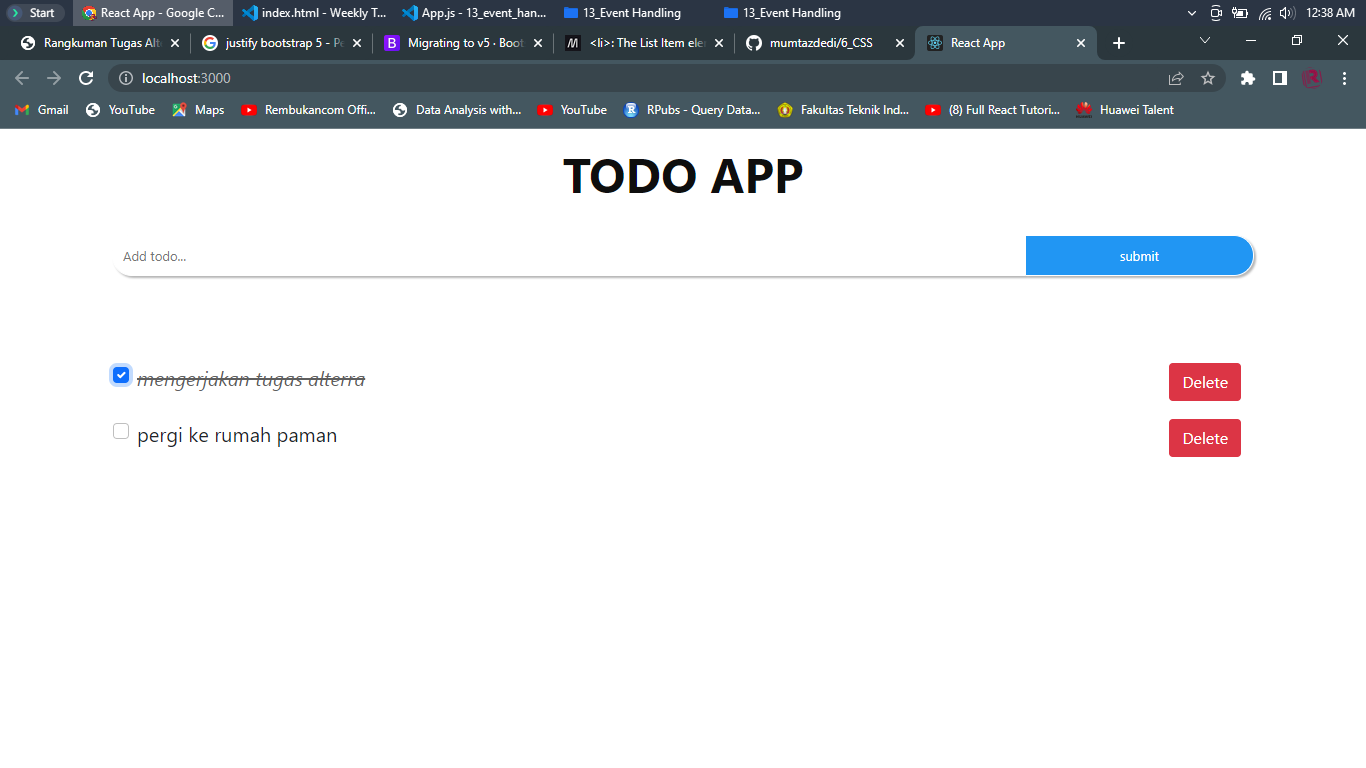 Start React App - Google C... index.html - Weekly T... App.js - 13_event_han... 13_Event Handling 13_Event Handling 12:38 AM
Rangkuman Tugas Alt justify bootstrap 5 - Pe Migrating to v5 · Boot <li>: The List Item ele mumtazdedi/6_CSS React App
localhost:3000
Gmail YouTube Maps Rembukancom Offi... Data Analysis with... YouTube RPubs - Query Data... Fakultas Teknik Ind... (8) Full React Tutori... Huawei Talent
TODO APP
Add todo... submit
mengerjakan tugas alterra Delete
pergi ke rumah paman Delete